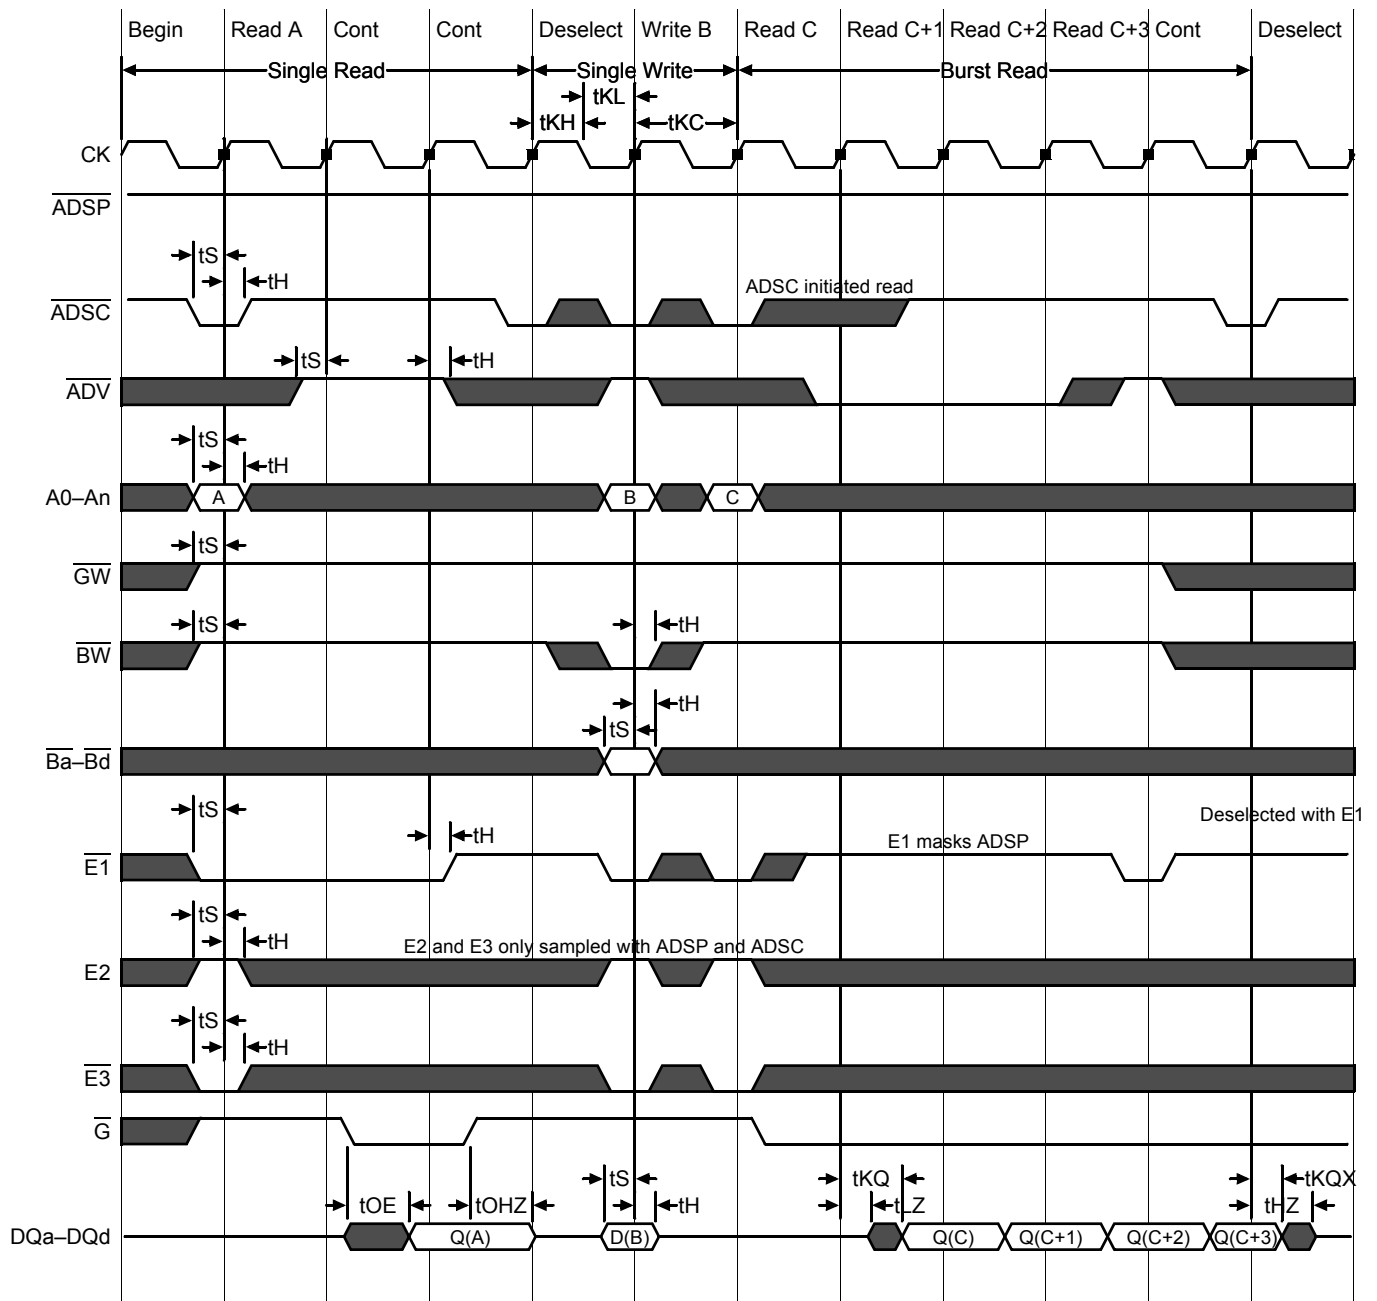 Begin Read A Cont Cont Deselect Write B Read C Read C+1 Read C+2 Read C+3 Cont Deselect
Single Read Single Write Burst Read
tKL
tKH tKC
CK
ADSP
tS
tH
ADSC initiated read
ADSC
tS tH
ADV
tS
tH
A0–An A B C
tS
GW
tS tH
BW
tH
tS
Ba–Bd
tS
Deselected with E1
tH
E1 masks ADSP
E1
tS
tH
E2 and E3 only sampled with ADSP and ADSC
E2
tS
tH
E3
G
tS tKQ tKQX
tOE tOHZ tH tLZ tHZ
DQa–DQd Q(A) D(B) Q(C) Q(C+1) Q(C+2) Q(C+3)